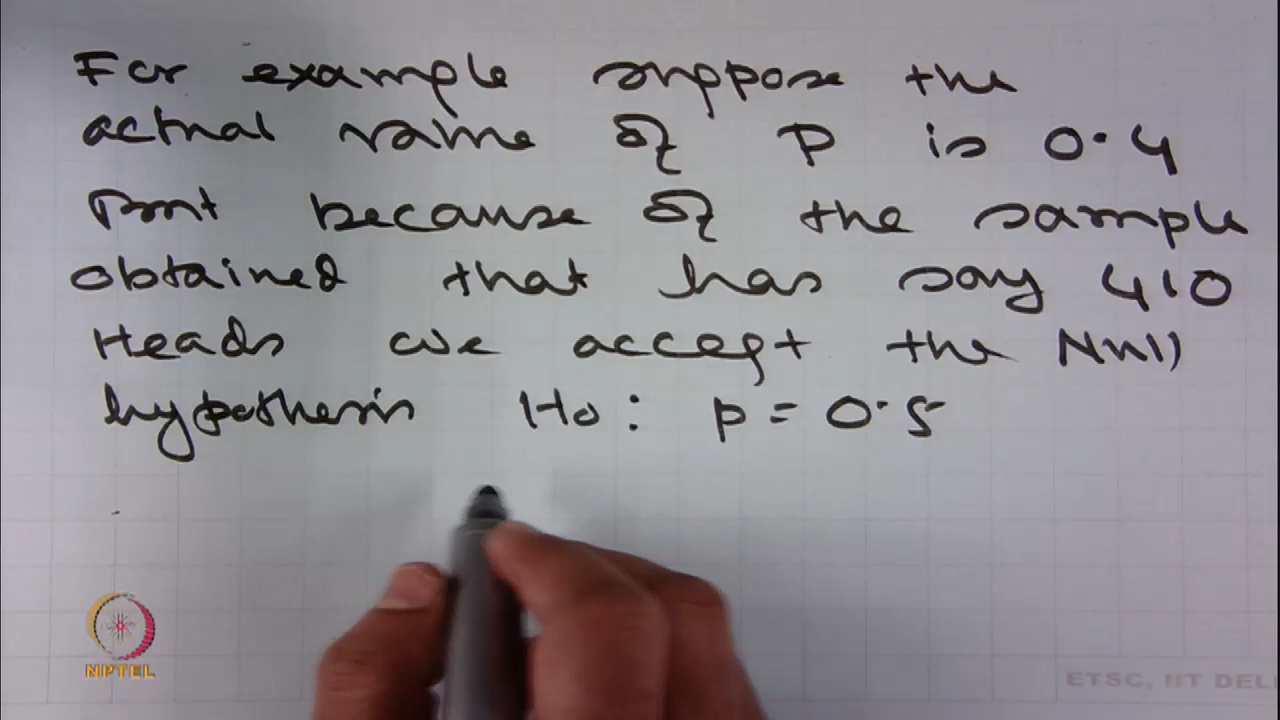 For example suppose the
actual value of p is 0.4
But because of the sample
obtained that has say 410
Heads we accept the Null
hypothesis H0: p = 0.5
NPTEL
ETSC, IIT DEL